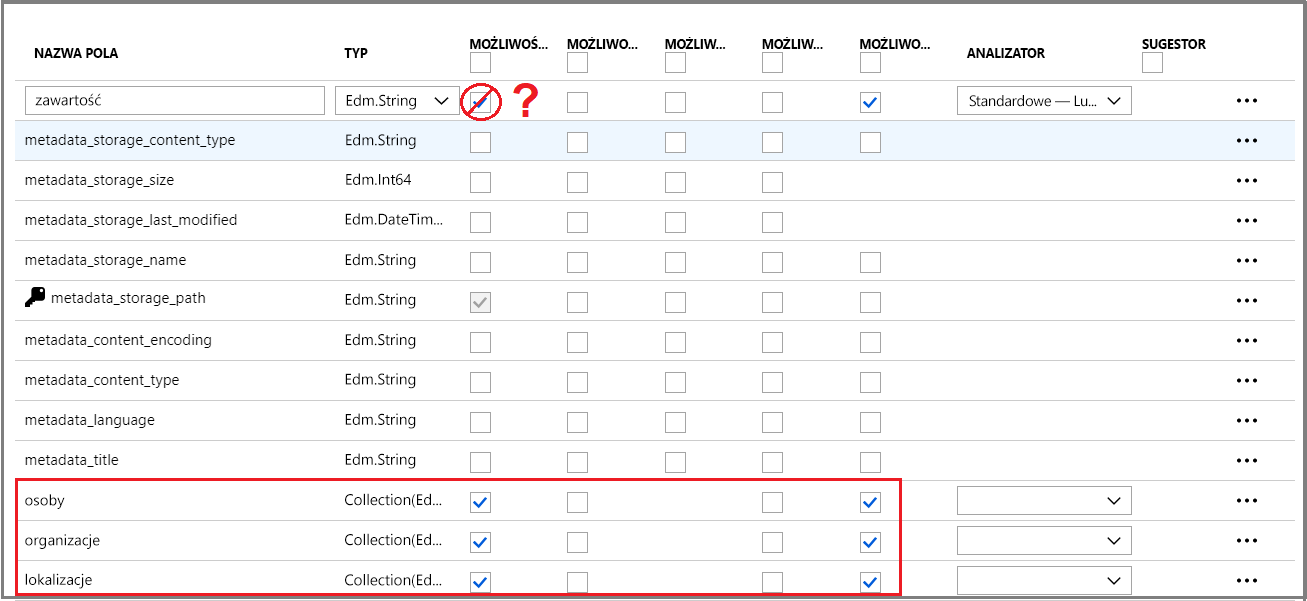 NAZWA POLA TYP MOŻLIWOŚ... MOŻLIWO... MOŻLIW... MOŻLIW... MOŻLIWO... ANALIZATOR SUGESTOR
zawartość Edm.String ? Standardowe — Lu... •••
metadata_storage_content_type Edm.String •••
metadata_storage_size Edm.Int64 •••
metadata_storage_last_modified Edm.DateTim... •••
metadata_storage_name Edm.String •••
metadata_storage_path Edm.String •••
metadata_content_encoding Edm.String •••
metadata_content_type Edm.String •••
metadata_language Edm.String •••
metadata_title Edm.String •••
osoby Collection(Ed... •••
organizacje Collection(Ed... •••
lokalizacje Collection(Ed... •••